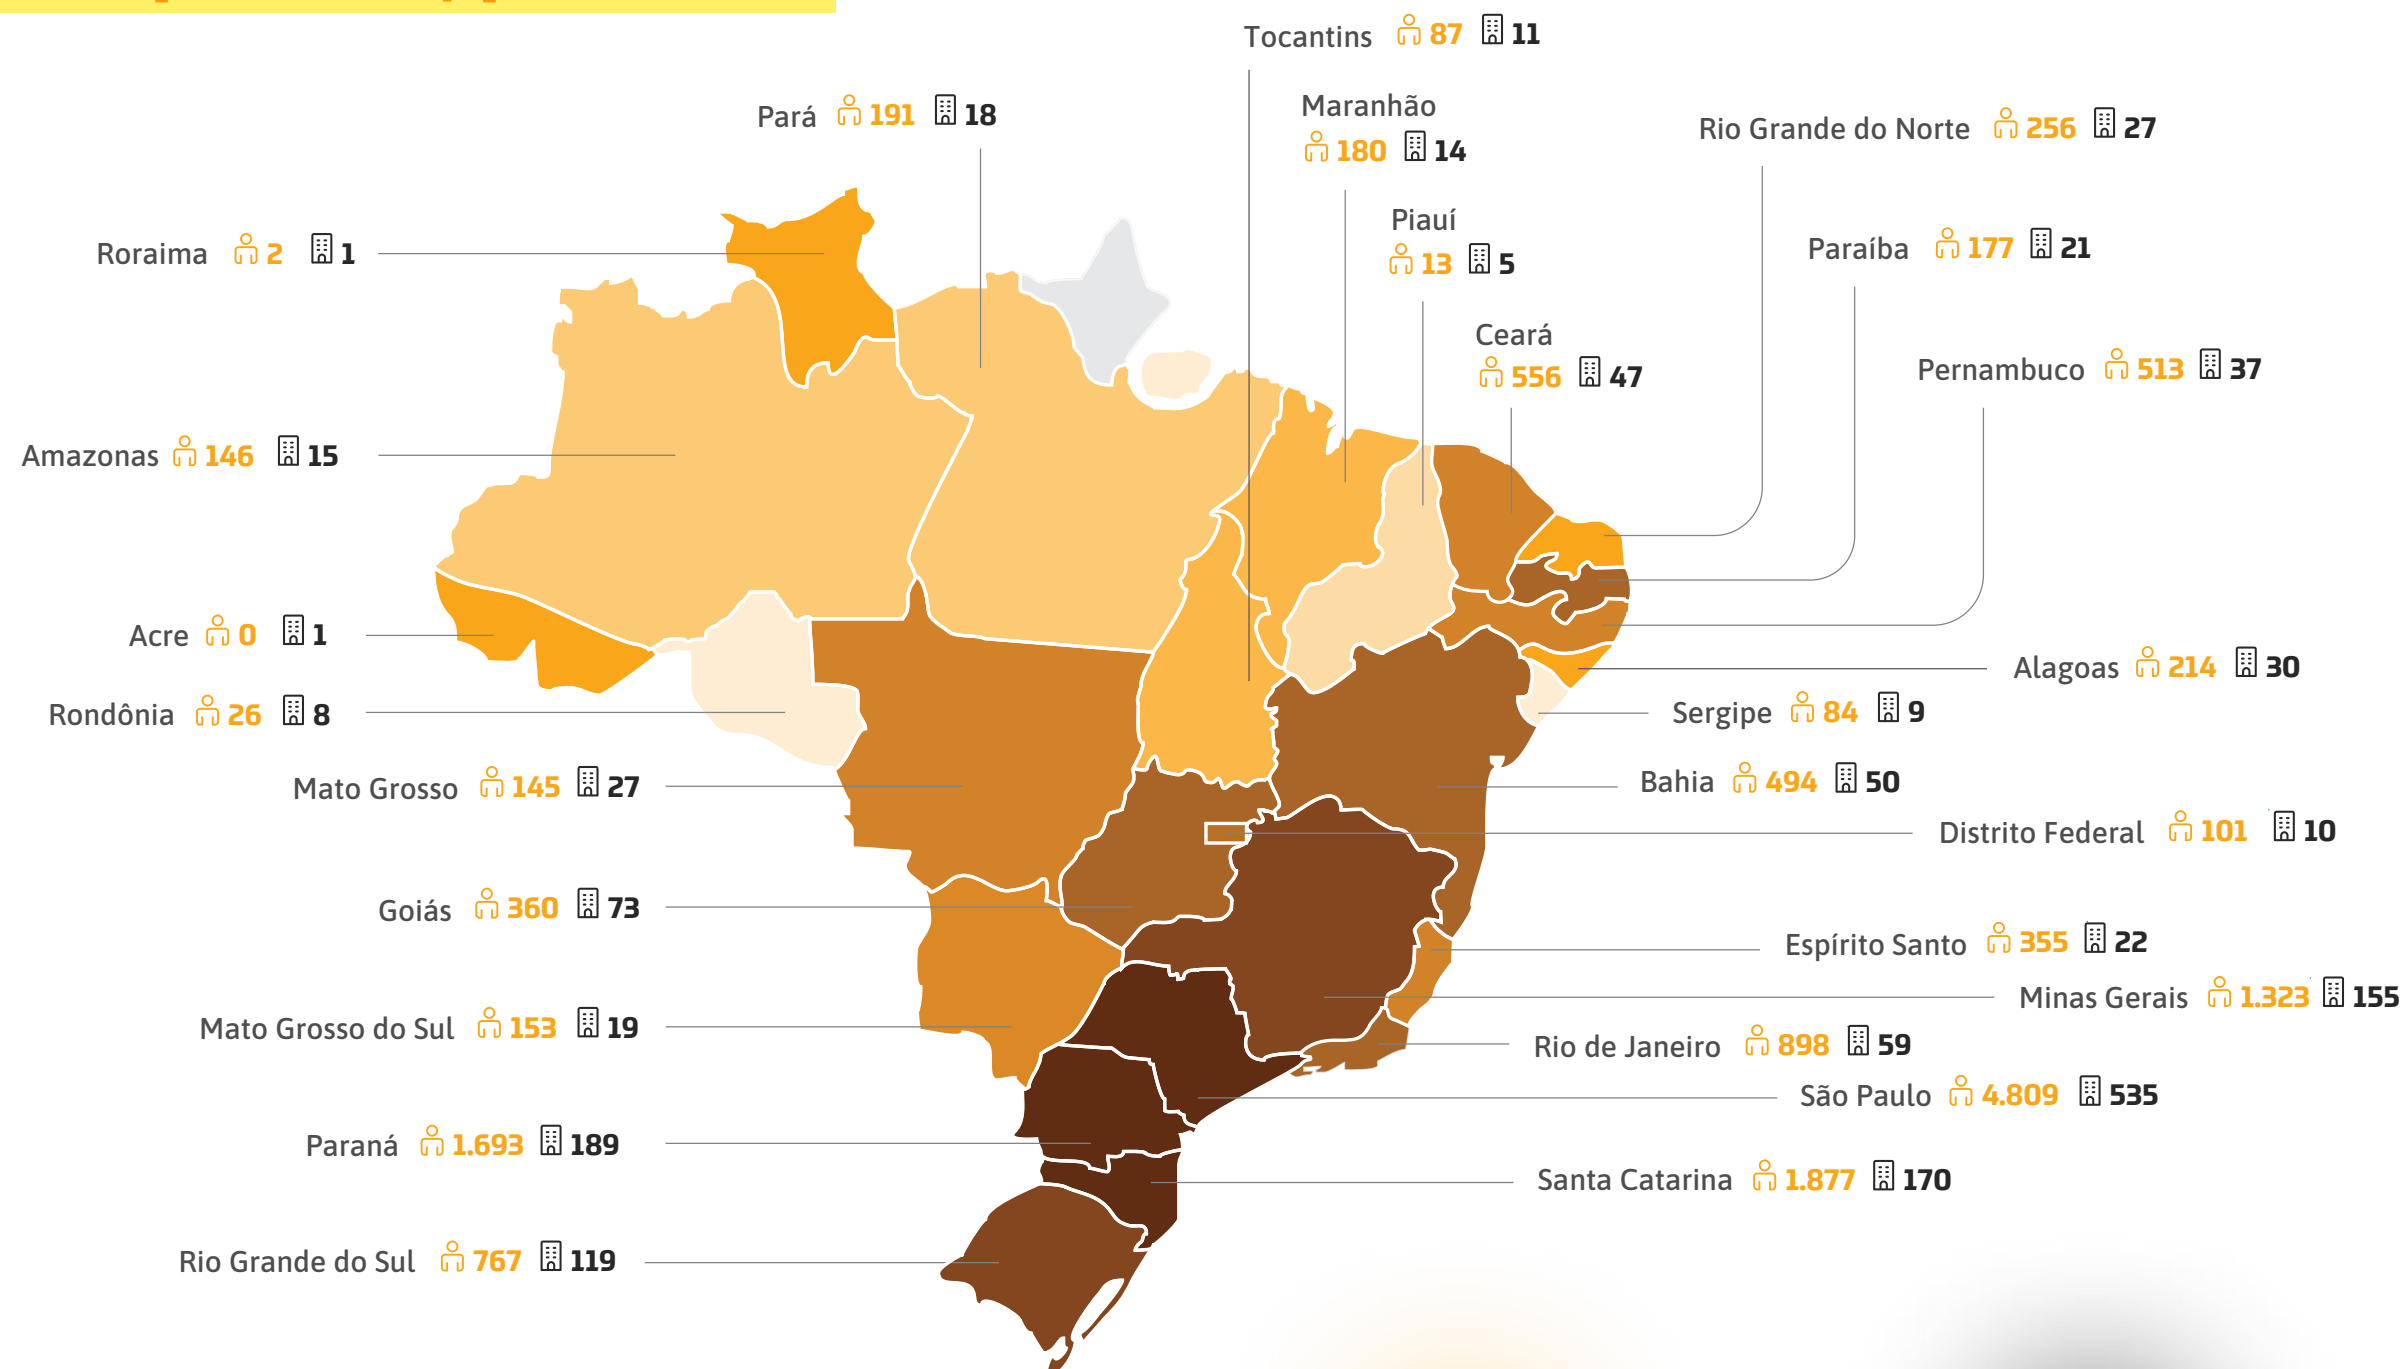 Tocantins 87 11
Pará 191 18
Maranhão
180 14
Rio Grande do Norte 256 27
Piauí
13 5
Paraíba 177 21
Roraima 2 1
Ceará
556 47
Pernambuco 513 37
Amazonas 146 15
Acre 0 1
Alagoas 214 30
Rondônia 26 8
Sergipe 84 9
Mato Grosso 145 27
Bahia 494 50
Distrito Federal 101 10
Goiás 360 73
Espírito Santo 355 22
Minas Gerais 1.323 155
Mato Grosso do Sul 153 19
Rio de Janeiro 898 59
São Paulo 4.809 535
Paraná 1.693 189
Santa Catarina 1.877 170
Rio Grande do Sul 767 119